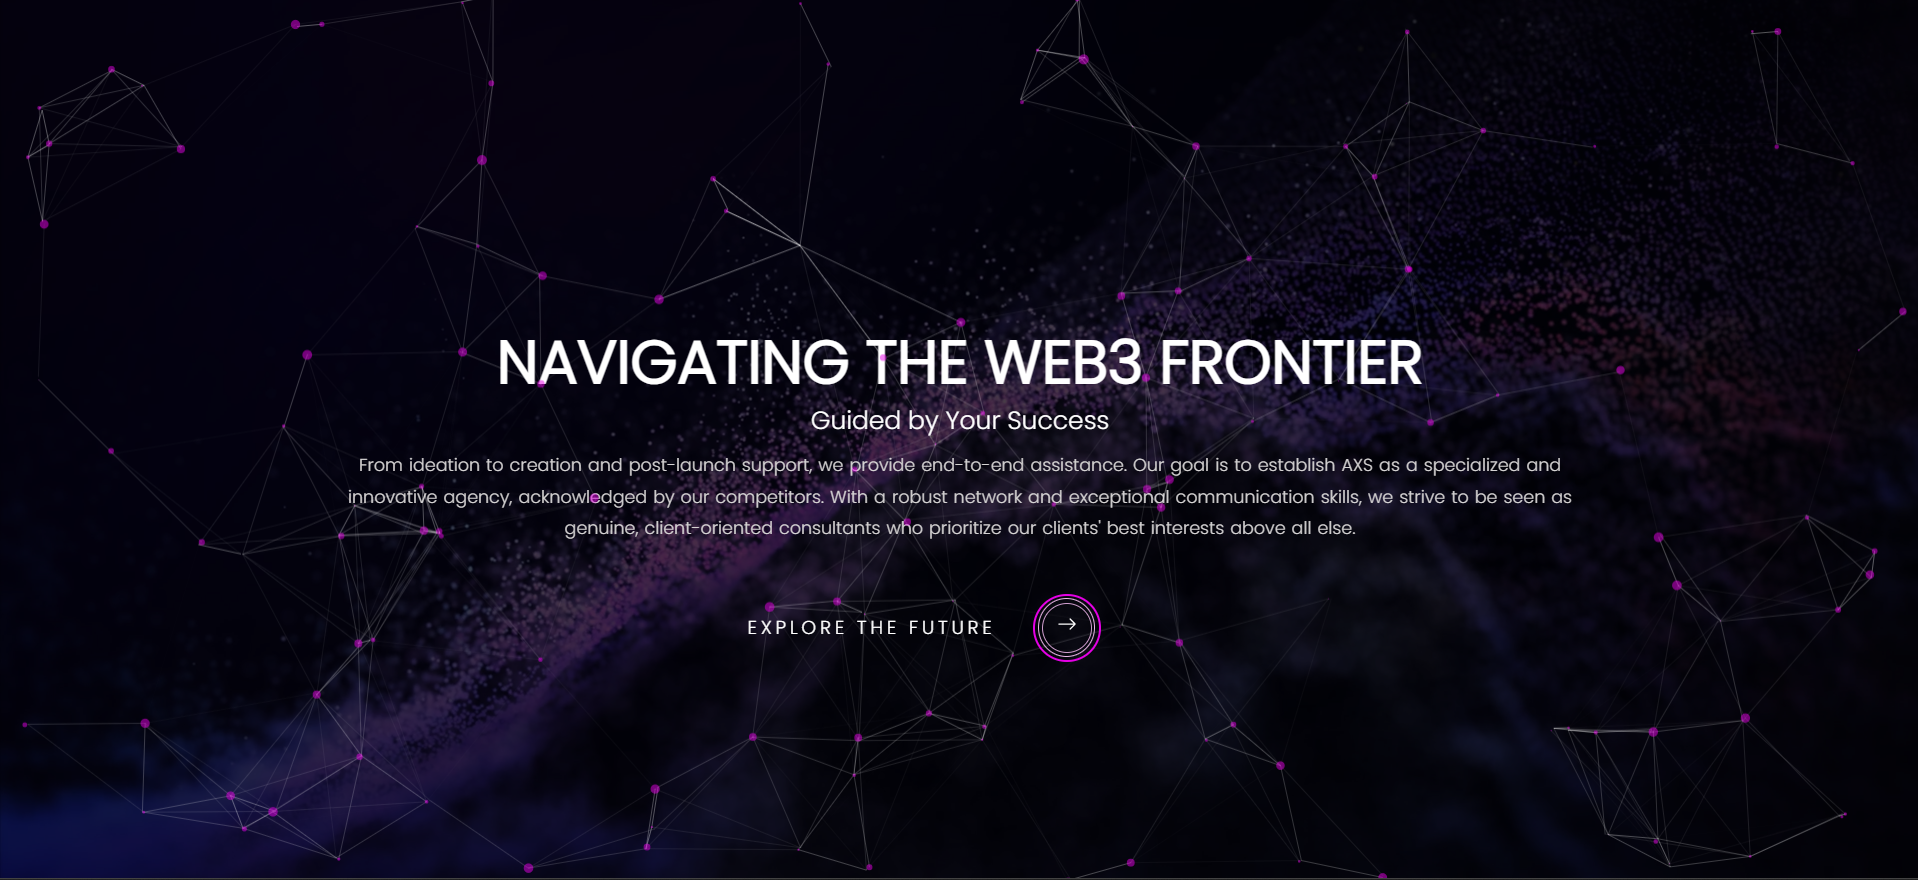 NAVIGATING THE WEB3 FRONTIER
Guided by Your Success
From ideation to creation and post-launch support, we provide end-to-end assistance. Our goal is to establish AXS as a specialized and
innovative agency, acknowledged by our competitors. With a robust network and exceptional communication skills, we strive to be seen as
genuine, client-oriented consultants who prioritize our clients' best interests above all else.
EXPLORE THE FUTURE